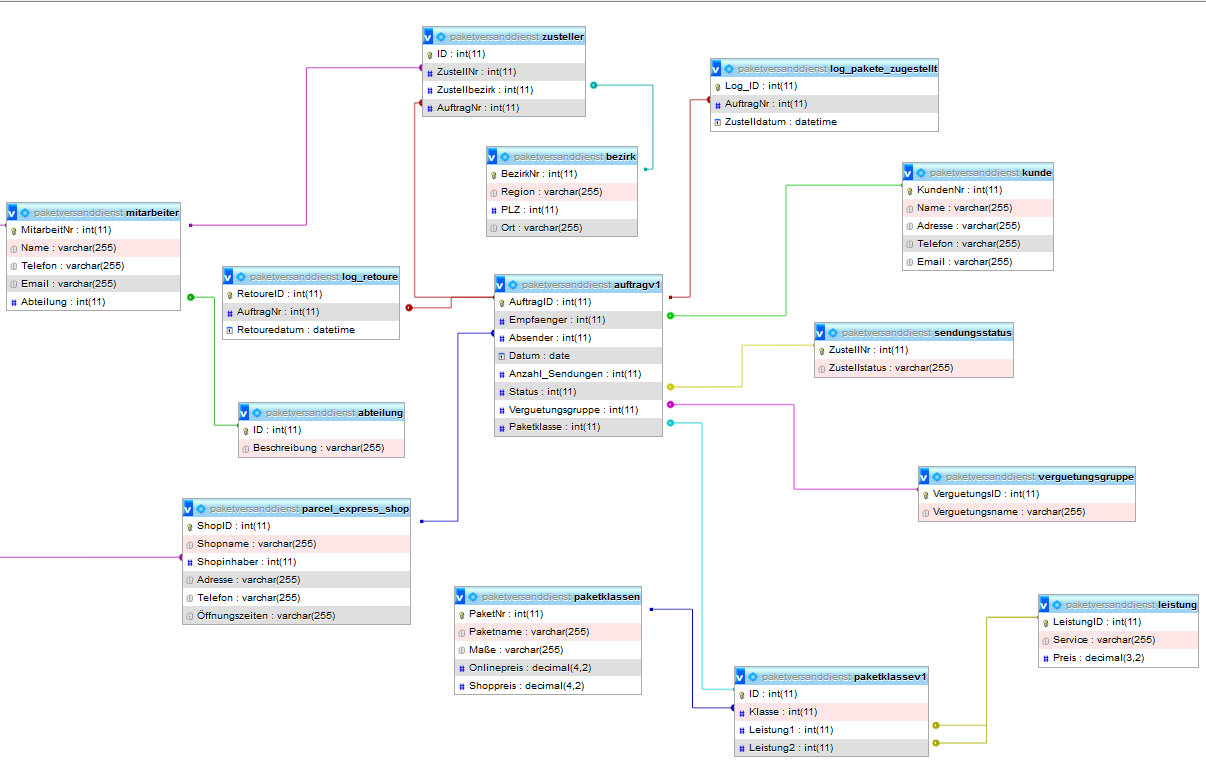 paketversanddienst zusteller
ID : int(11)
ZustellNr : int(11)
Zustellbezirk : int(11)
AuftragNr : int(11)
paketversanddienst log_pakete_zugestellt
Log_ID : int(11)
AuftragNr : int(11)
Zustelldatum : datetime
paketversanddienst bezirk
BezirkNr : int(11)
Region : varchar(255)
PLZ : int(11)
Ort : varchar(255)
paketversanddienst kunde
KundenNr : int(11)
Name : varchar(255)
Adresse : varchar(255)
Telefon : varchar(255)
Email : varchar(255)
paketversanddienst mitarbeiter
MitarbeitNr : int(11)
Name : varchar(255)
Telefon : varchar(255)
Email : varchar(255)
Abteilung : int(11)
paketversanddienst log_retoure
RetoureID : int(11)
AuftragNr : int(11)
Retouredatum : datetime
paketversanddienst auftragv1
AuftragID : int(11)
Empfaenger : int(11)
Absender : int(11)
Datum : date
Anzahl_Sendungen : int(11)
Status : int(11)
Verguetungsgruppe : int(11)
Paketklasse : int(11)
paketversanddienst sendungsstatus
ZustellNr : int(11)
Zustellstatus : varchar(255)
paketversanddienst abteilung
ID : int(11)
Beschreibung : varchar(255)
paketversanddienst verguetungsgruppe
VerguetungsID : int(11)
Verguetungsname : varchar(255)
paketversanddienst parcel_express_shop
ShopID : int(11)
Shopname : varchar(255)
Shopinhaber : int(11)
Adresse : varchar(255)
Telefon : varchar(255)
Öffnungszeiten : varchar(255)
paketversanddienst paketklassen
PaketNr : int(11)
Paketname : varchar(255)
Maße : varchar(255)
Onlinepreis : decimal(4,2)
Shoppreis : decimal(4,2)
paketversanddienst leistung
LeistungID : int(11)
Service : varchar(255)
Preis : decimal(3,2)
paketversanddienst paketklassev1
ID : int(11)
Klasse : int(11)
Leistung1 : int(11)
Leistung2 : int(11)